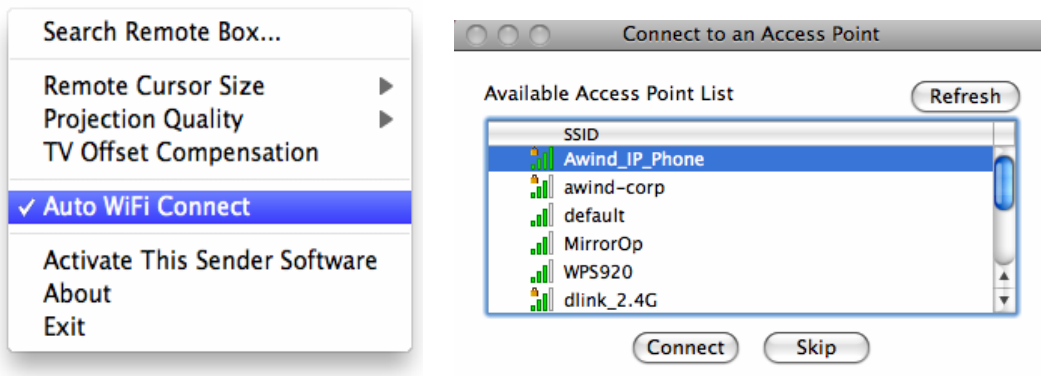 Search Remote Box...
Remote Cursor Size
Projection Quality
TV Offset Compensation
✓ Auto WiFi Connect
Activate This Sender Software
About
Exit
Connect to an Access Point
Available Access Point List
Refresh
SSID
Awind_IP_Phone
awind-corp
default
MirrorOp
WPS920
dlink_2.4G
Connect
Skip